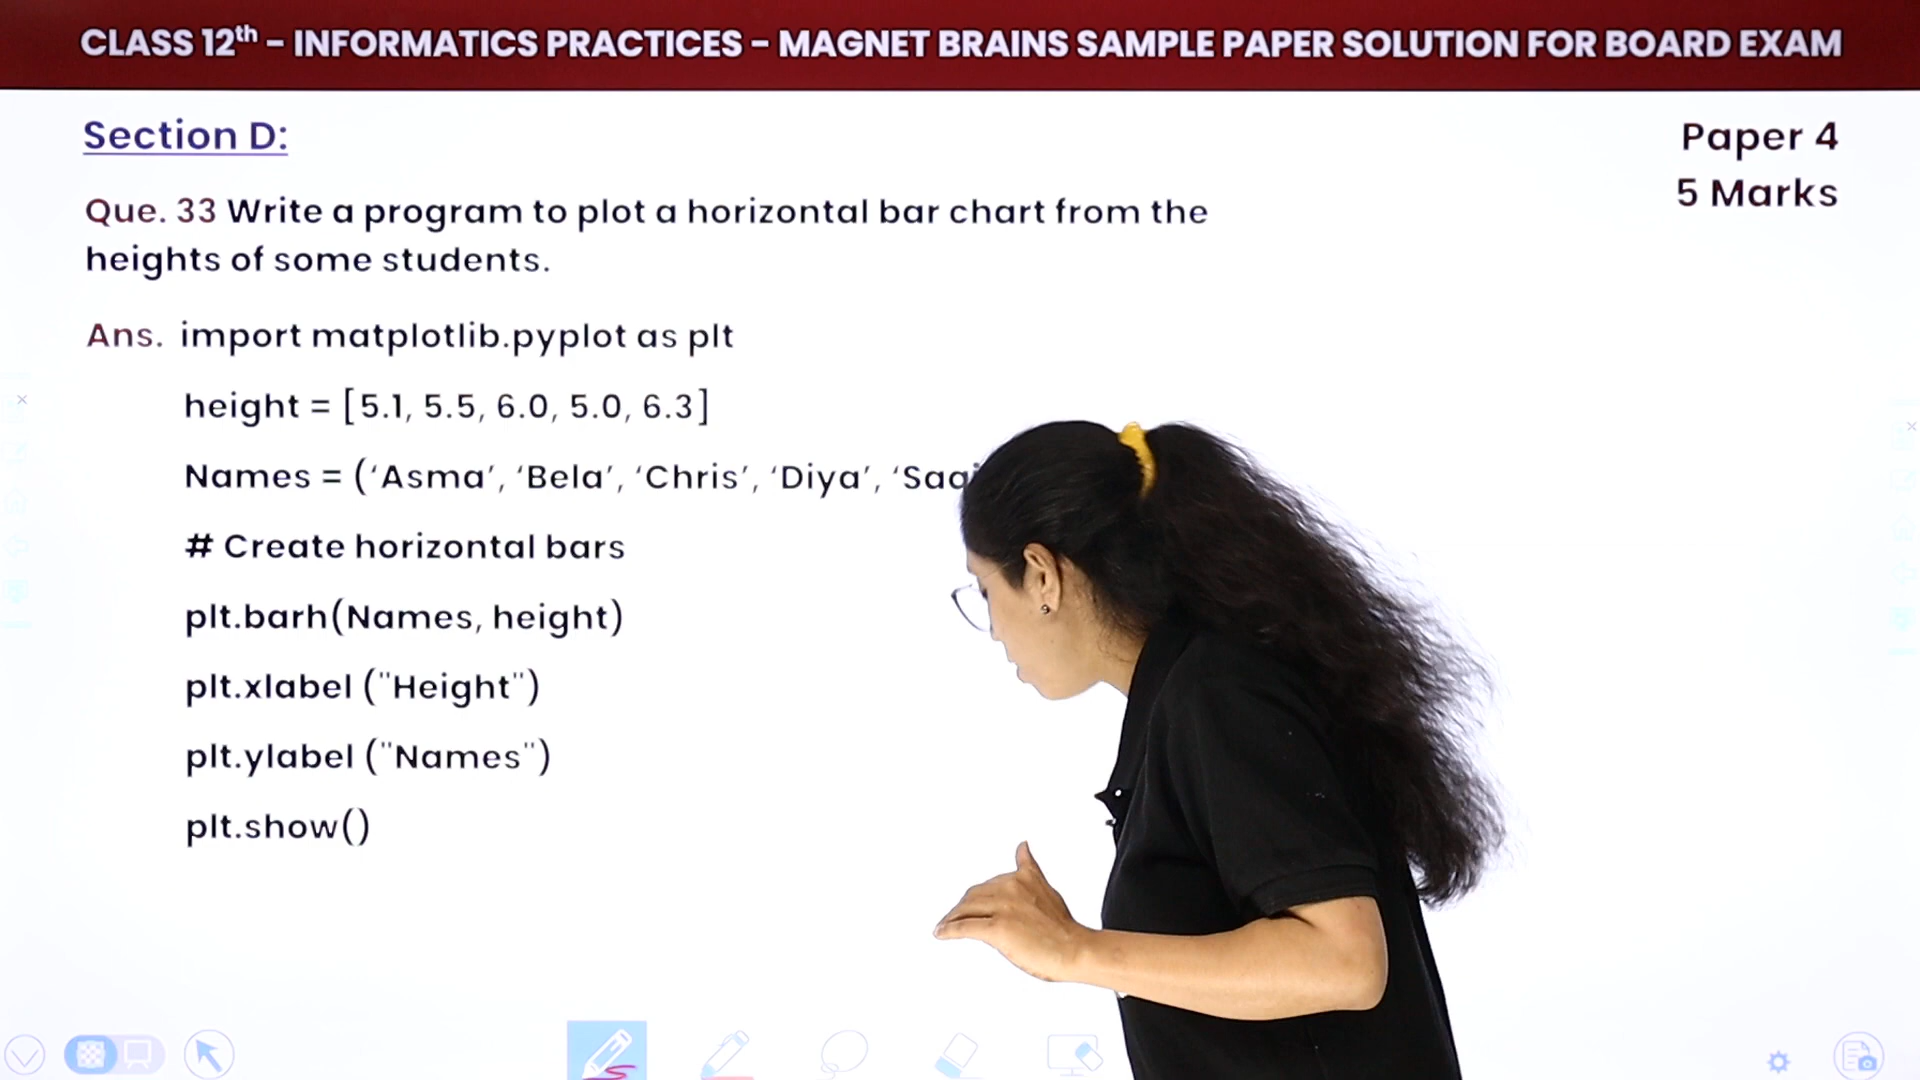 CLASS 12th – INFORMATICS PRACTICES – MAGNET BRAINS SAMPLE PAPER SOLUTION FOR BOARD EXAM
Section D:
Paper 4
5 Marks
Que. 33 Write a program to plot a horizontal bar chart from the
heights of some students.
Ans. import matplotlib.pyplot as plt
height = [5.1, 5.5, 6.0, 5.0, 6.3]
Names = (‘Asma’, ‘Bela’, ‘Chris’, ‘Diya’,
# Create horizontal bars
plt.barh(Names, height)
plt.xlabel ("Height")
plt.ylabel ("Names")
plt.show()